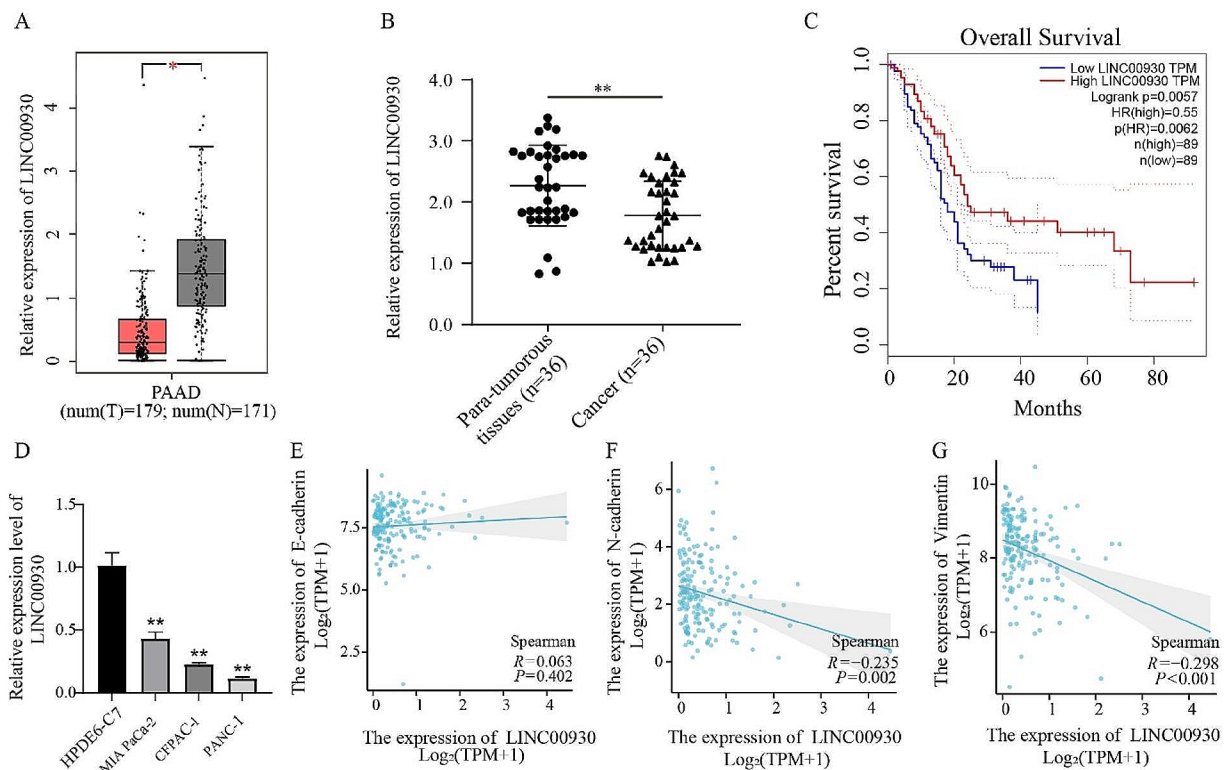 A
Relative expression of LINC00930
4
3
2
1
0
*
PAAD
(num(T)=179; num(N)=171)
B
Relative expression of LINC00930
4.0
3.0
2.0
1.0
0.0
**
Para-tumorous
tissues (n=36)
Cancer (n=36)
C
Overall Survival
Percent survival
1.0
0.8
0.6
0.4
0.2
0.0
Low LINC00930 TPM
High LINC00930 TPM
Logrank p=0.0057
HR(high)=0.55
p(HR)=0.0062
n(high)=89
n(low)=89
0 20 40 60 80
Months
D
Relative expression level of
LINC00930
1.5
1.0
0.5
0.0
** ** **
HPDE6-C7
MIA PaCa-2
CFPAC-1
PANC-1
E
The expression of E-cadherin
Log₂(TPM+1)
7.5
5.0
2.5
Spearman
R=0.063
P=0.402
0 1 2 3 4
The expression of LINC00930
Log₂(TPM+1)
F
The expression of N-cadherin
Log₂(TPM+1)
6
4
2
0
Spearman
R=−0.235
P=0.002
0 1 2 3 4
The expression of LINC00930
Log₂(TPM+1)
G
The expression of Vimentin
Log₂(TPM+1)
10
8
6
Spearman
R=−0.298
P<0.001
0 1 2 3 4
The expression of LINC00930
Log₂(TPM+1)